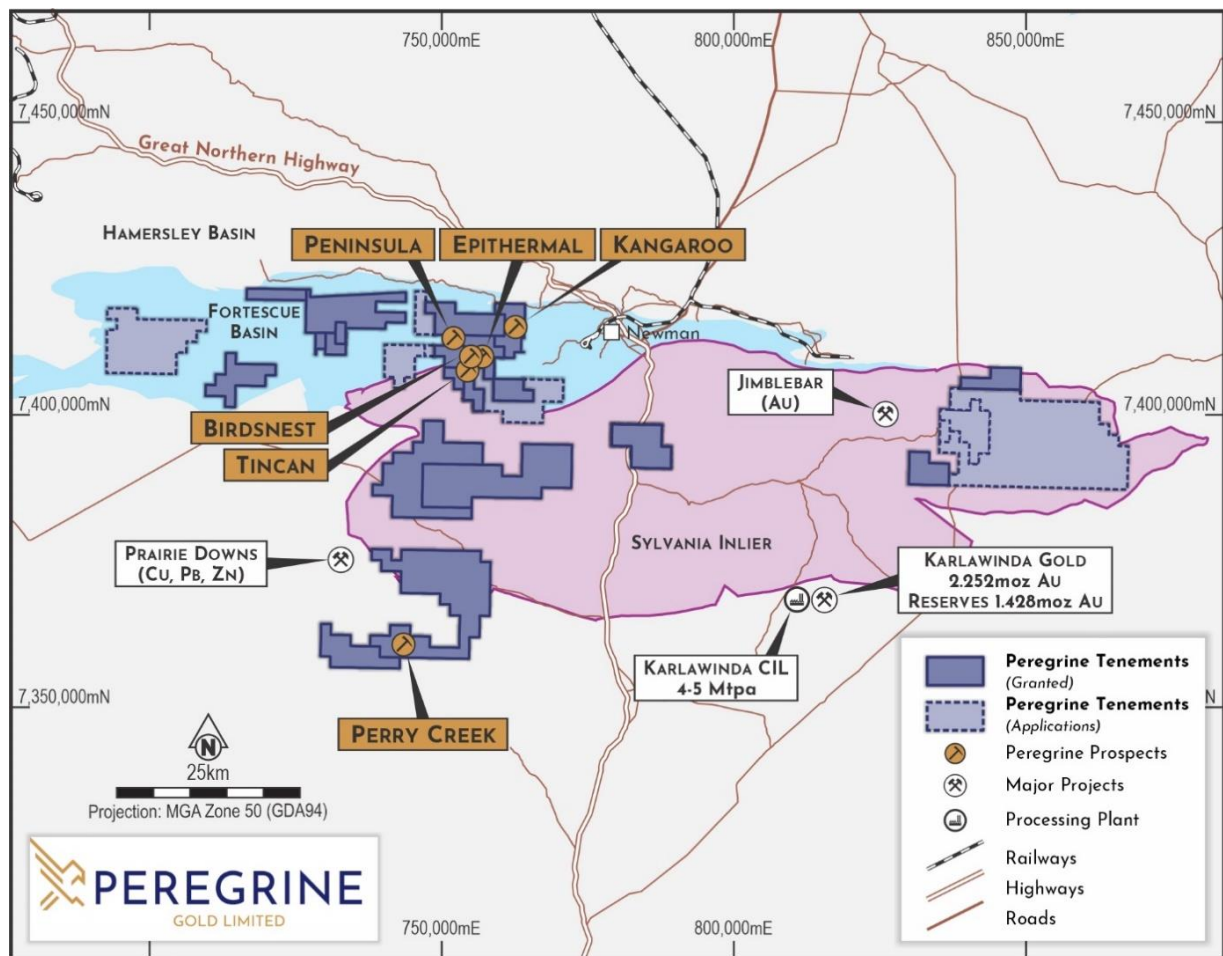 750,000mE
800,000mE
850,000mE
7,450,000mN
7,450,000mN
Great Northern Highway
Hamersley Basin
Peninsula
Epithermal
Kangaroo
Fortescue
Basin
Newman
Jimblebar
(Au)
7,400,000mN
7,400,000mN
Birdsnest
Tincan
Sylvania Inlier
Prairie Downs
(Cu, Pb, Zn)
Karlawinda Gold
2.252moz Au
Reserves 1.428moz Au
Karlawinda CIL
4-5 Mtpa
7,350,000mN
Perry Creek
N
25km
Projection: MGA Zone 50 (GDA94)
PEREGRINE
GOLD LIMITED
750,000mE
800,000mE
Peregrine Tenements
(Granted)
Peregrine Tenements
(Applications)
Peregrine Prospects
Major Projects
Processing Plant
Railways
Highways
Roads